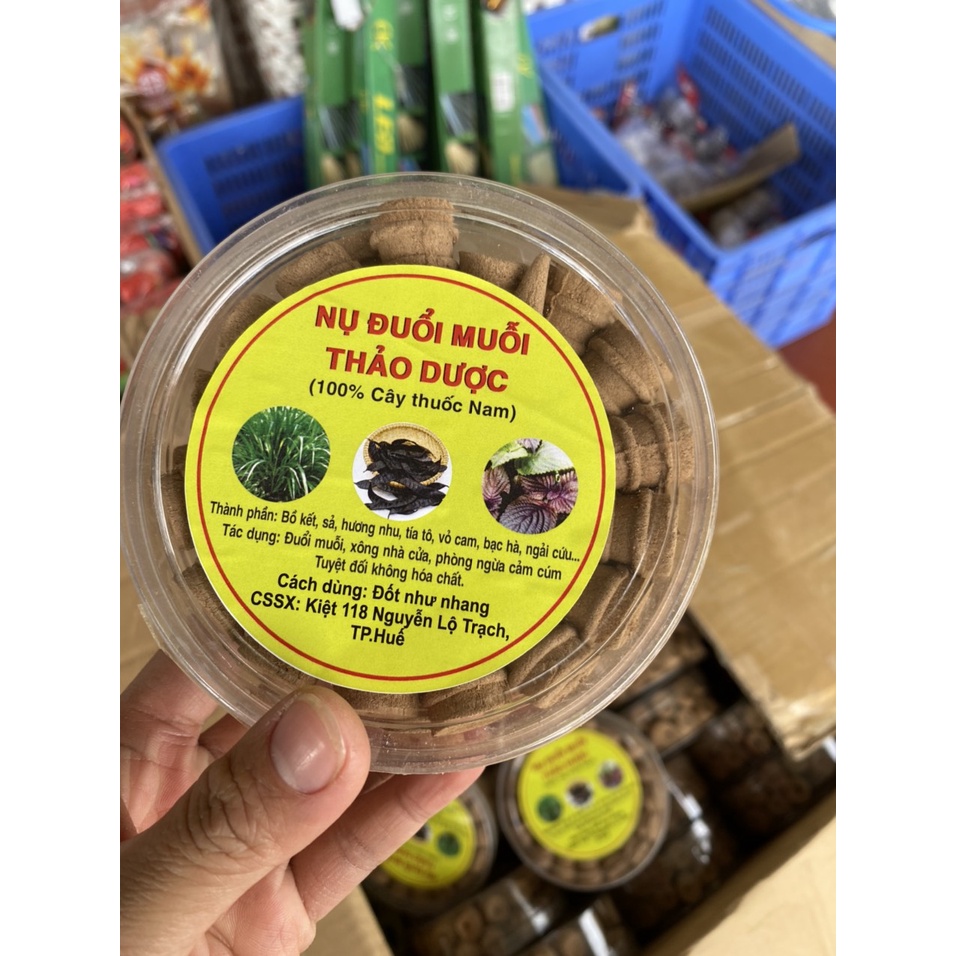 NỤ ĐUỔI MUỖI
THẢO DƯỢC
(100% Cây thuốc Nam)
Thành phần: Bồ kết, sả, hương nhu, tía tô, vỏ cam, bạc hà, ngải cứu...
Tác dụng: Đuổi muỗi, xông nhà cửa, phòng ngừa cảm cúm
Tuyệt đối không hóa chất.
Cách dùng: Đốt như nhang
CSSX: Kiệt 118 Nguyễn Lộ Trạch,
TP.Huế